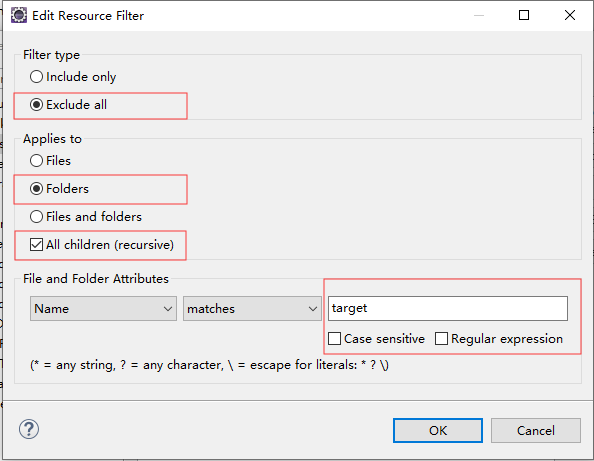 Edit Resource Filter
Filter type
Include only
Exclude all
Applies to
Files
Folders
Files and folders
All children (recursive)
File and Folder Attributes
Name matches target
Case sensitive Regular expression
(* = any string, ? = any character, \ = escape for literals: * ? \)
? OK Cancel